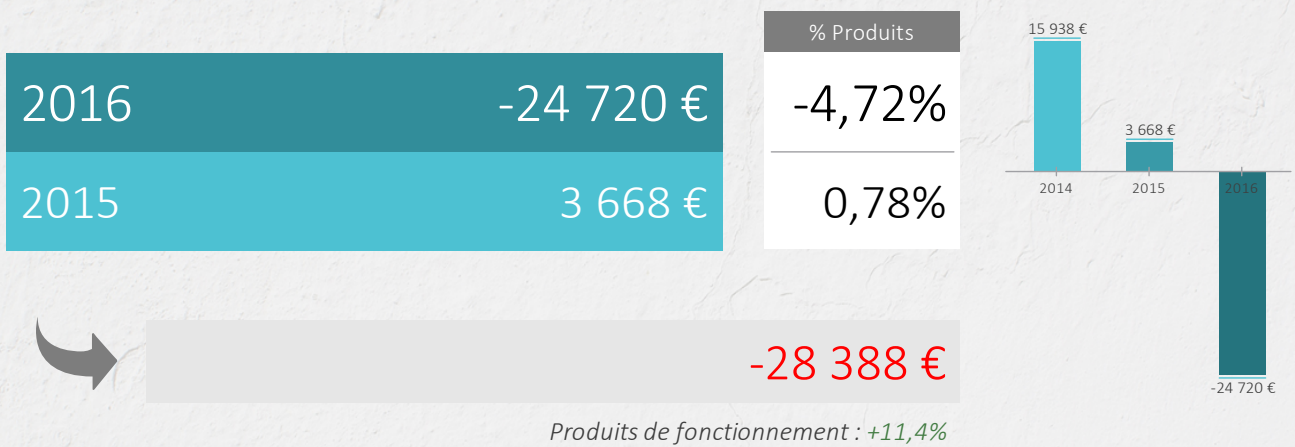 % Produits
2016 -24 720 € -4,72%
2015 3 668 € 0,78%
-28 388 €
Produits de fonctionnement : +11,4%
15 938 €
3 668 €
2014 2015 2016
-24 720 €